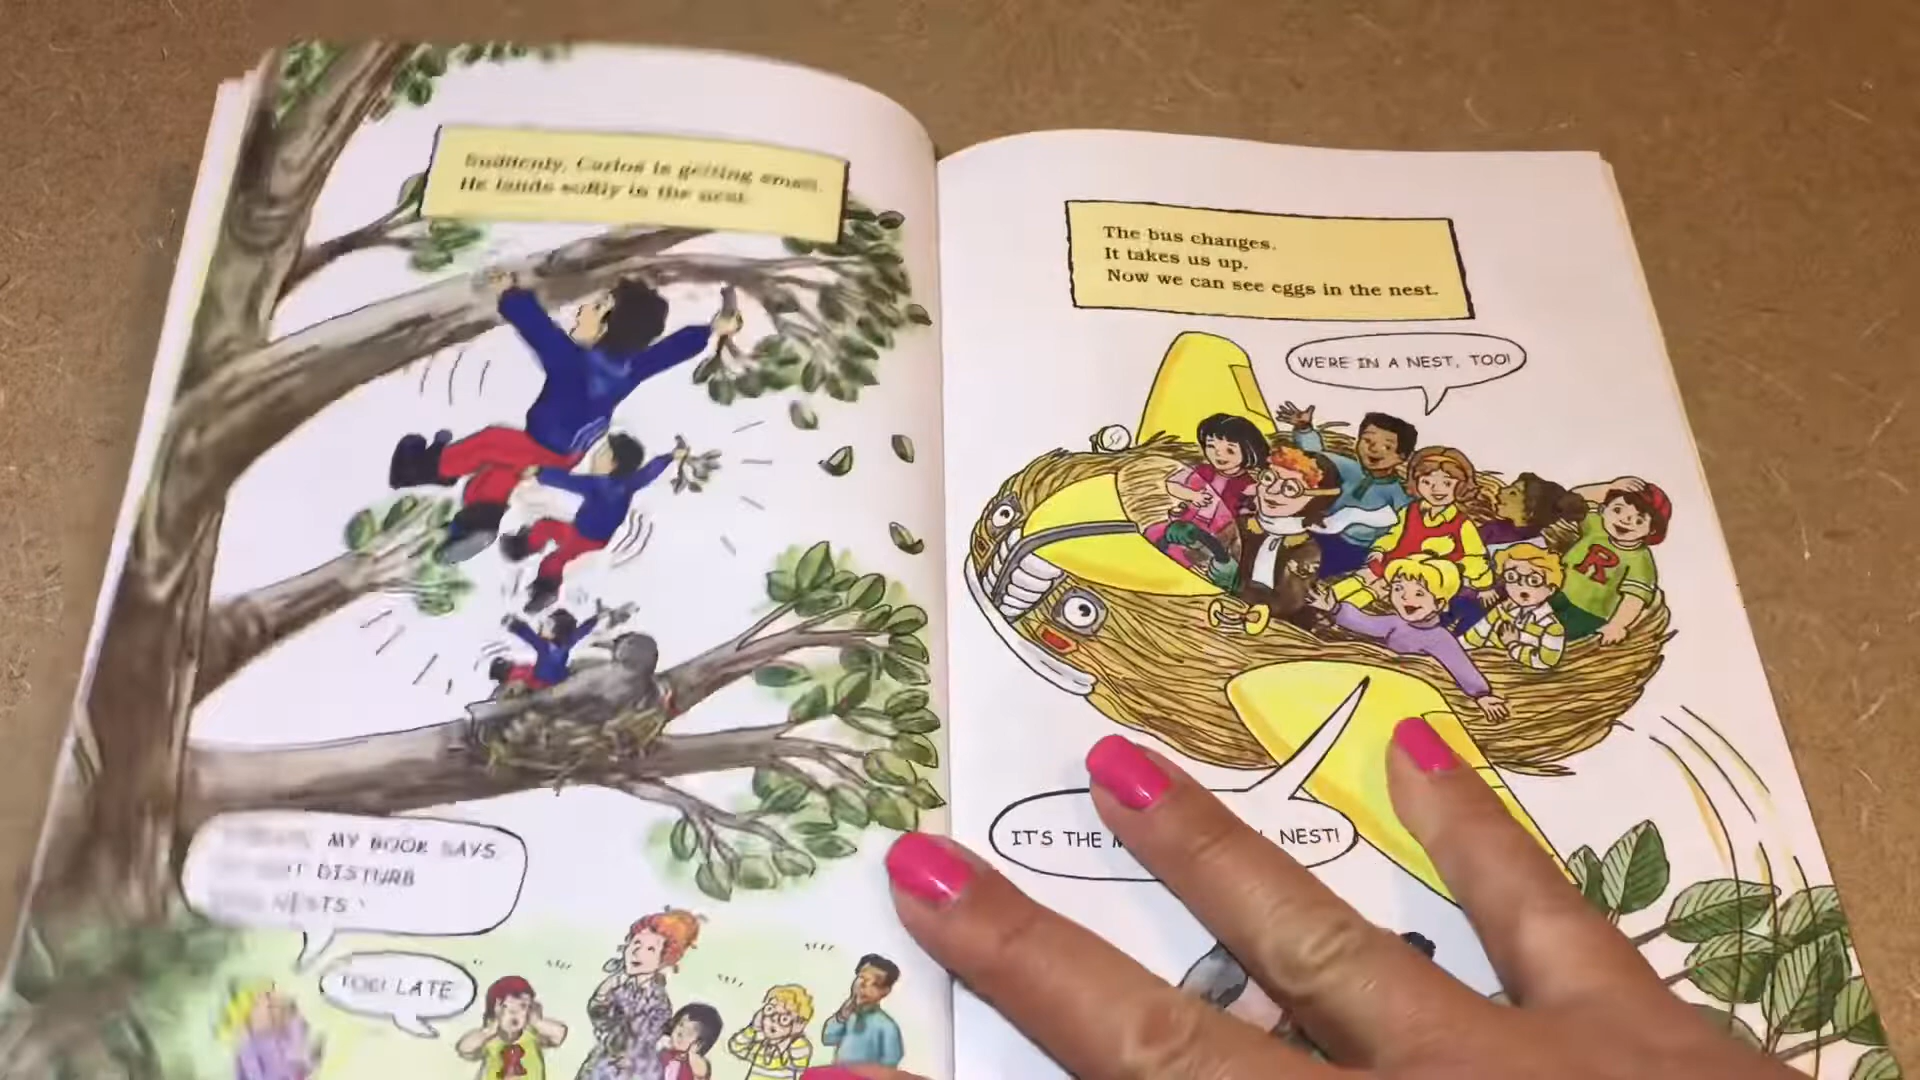 Suddenly, Carlos is getting small.
He lands softly in the nest.
MY BOOK SAYS
DISTURB
NESTS
TOO LATE
The bus changes.
It takes us up.
Now we can see eggs in the nest.
WE'RE IN A NEST, TOO!
IT'S THE NEST!
R
R